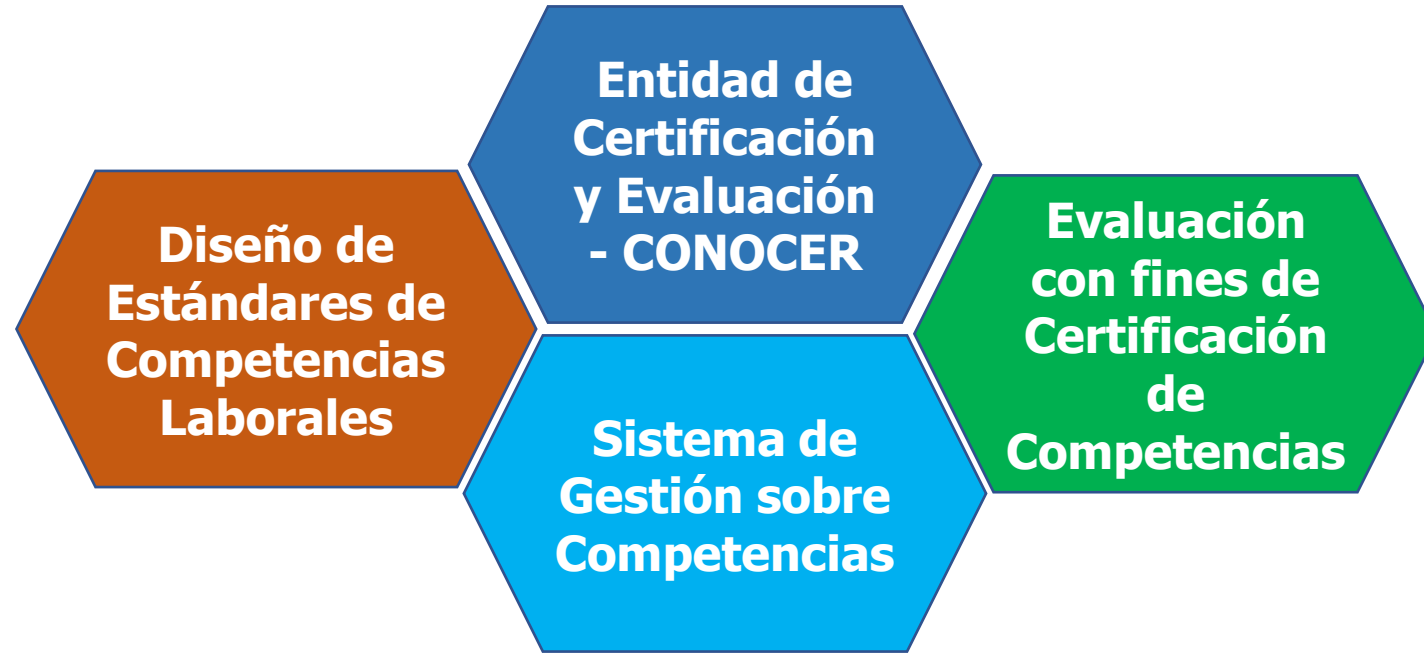 Entidad de
Certificación
y Evaluación
- CONOCER
Diseño de
Estándares de
Competencias
Laborales
Evaluación
con fines de
Certificación
de
Competencias
Sistema de
Gestión sobre
Competencias